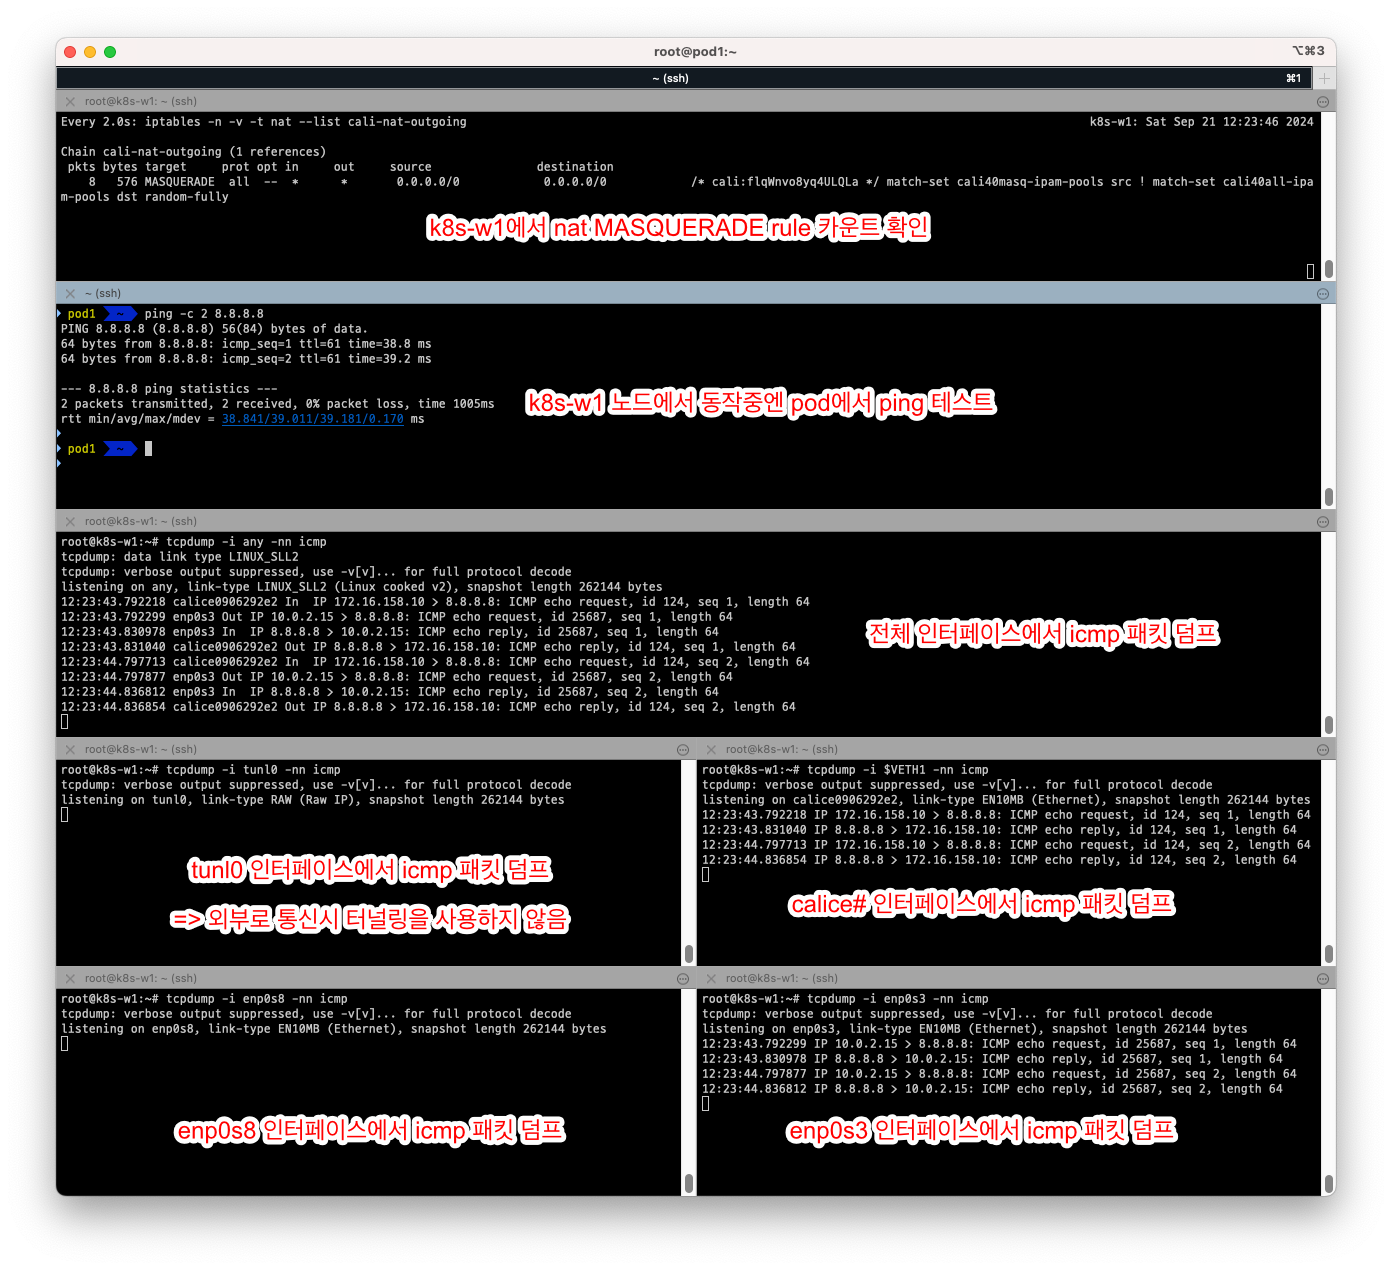 root@pod1:~
⌥⌘3
~ (ssh)
⌘1
root@k8s-w1: ~ (ssh)
Every 2.0s: iptables -n -v -t nat --list cali-nat-outgoing
k8s-w1: Sat Sep 21 12:23:46 2024
Chain cali-nat-outgoing (1 references)
pkts bytes target prot opt in out source destination
8 576 MASQUERADE all -- * * 0.0.0.0/0 0.0.0.0/0 /* cali:flqWnvo8yq4ULQLa */ match-set cali40masq-ipam-pools src ! match-set cali40all-ipa
m-pools dst random-fully
k8s-w1에서 nat MASQUERADE rule 카운트 확인
~ (ssh)
pod1 ~ ping -c 2 8.8.8.8
PING 8.8.8.8 (8.8.8.8) 56(84) bytes of data.
64 bytes from 8.8.8.8: icmp_seq=1 ttl=61 time=38.8 ms
64 bytes from 8.8.8.8: icmp_seq=2 ttl=61 time=39.2 ms
--- 8.8.8.8 ping statistics ---
2 packets transmitted, 2 received, 0% packet loss, time 1005ms
rtt min/avg/max/mdev = 38.841/39.011/39.181/0.170 ms
k8s-w1 노드에서 동작중엔 pod에서 ping 테스트
pod1 ~
root@k8s-w1: ~ (ssh)
root@k8s-w1:~# tcpdump -i any -nn icmp
tcpdump: data link type LINUX_SLL2
tcpdump: verbose output suppressed, use -v[v]... for full protocol decode
listening on any, link-type LINUX_SLL2 (Linux cooked v2), snapshot length 262144 bytes
12:23:43.792218 calice0906292e2 In  IP 172.16.158.10 > 8.8.8.8: ICMP echo request, id 124, seq 1, length 64
12:23:43.792299 enp0s3 Out IP 10.0.2.15 > 8.8.8.8: ICMP echo request, id 25687, seq 1, length 64
12:23:43.830978 enp0s3 In  IP 8.8.8.8 > 10.0.2.15: ICMP echo reply, id 25687, seq 1, length 64
12:23:43.831040 calice0906292e2 Out IP 8.8.8.8 > 172.16.158.10: ICMP echo reply, id 124, seq 1, length 64
12:23:44.797713 calice0906292e2 In  IP 172.16.158.10 > 8.8.8.8: ICMP echo request, id 124, seq 2, length 64
12:23:44.797877 enp0s3 Out IP 10.0.2.15 > 8.8.8.8: ICMP echo request, id 25687, seq 2, length 64
12:23:44.836812 enp0s3 In  IP 8.8.8.8 > 10.0.2.15: ICMP echo reply, id 25687, seq 2, length 64
12:23:44.836854 calice0906292e2 Out IP 8.8.8.8 > 172.16.158.10: ICMP echo reply, id 124, seq 2, length 64
전체 인터페이스에서 icmp 패킷 덤프
root@k8s-w1: ~ (ssh)
root@k8s-w1:~# tcpdump -i tunl0 -nn icmp
tcpdump: verbose output suppressed, use -v[v]... for full protocol decode
listening on tunl0, link-type RAW (Raw IP), snapshot length 262144 bytes
tunl0 인터페이스에서 icmp 패킷 덤프
=> 외부로 통신시 터널링을 사용하지 않음
root@k8s-w1: ~ (ssh)
root@k8s-w1:~# tcpdump -i $VETH1 -nn icmp
tcpdump: verbose output suppressed, use -v[v]... for full protocol decode
listening on calice0906292e2, link-type EN10MB (Ethernet), snapshot length 262144 bytes
12:23:43.792218 IP 172.16.158.10 > 8.8.8.8: ICMP echo request, id 124, seq 1, length 64
12:23:43.831040 IP 8.8.8.8 > 172.16.158.10: ICMP echo reply, id 124, seq 1, length 64
12:23:44.797713 IP 172.16.158.10 > 8.8.8.8: ICMP echo request, id 124, seq 2, length 64
12:23:44.836854 IP 8.8.8.8 > 172.16.158.10: ICMP echo reply, id 124, seq 2, length 64
calice# 인터페이스에서 icmp 패킷 덤프
root@k8s-w1: ~ (ssh)
root@k8s-w1:~# tcpdump -i enp0s8 -nn icmp
tcpdump: verbose output suppressed, use -v[v]... for full protocol decode
listening on enp0s8, link-type EN10MB (Ethernet), snapshot length 262144 bytes
enp0s8 인터페이스에서 icmp 패킷 덤프
root@k8s-w1: ~ (ssh)
root@k8s-w1:~# tcpdump -i enp0s3 -nn icmp
tcpdump: verbose output suppressed, use -v[v]... for full protocol decode
listening on enp0s3, link-type EN10MB (Ethernet), snapshot length 262144 bytes
12:23:43.792299 IP 10.0.2.15 > 8.8.8.8: ICMP echo request, id 25687, seq 1, length 64
12:23:43.830978 IP 8.8.8.8 > 10.0.2.15: ICMP echo reply, id 25687, seq 1, length 64
12:23:44.797877 IP 10.0.2.15 > 8.8.8.8: ICMP echo request, id 25687, seq 2, length 64
12:23:44.836812 IP 8.8.8.8 > 10.0.2.15: ICMP echo reply, id 25687, seq 2, length 64
enp0s3 인터페이스에서 icmp 패킷 덤프